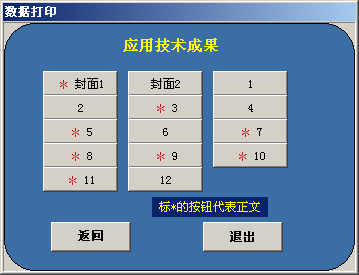 数据打印
应用技术成果
* 封面1 封面2 1
2 * 3 4
* 5 6 * 7
* 8 * 9 * 10
* 11 12
标*的按钮代表正文
返回 退出